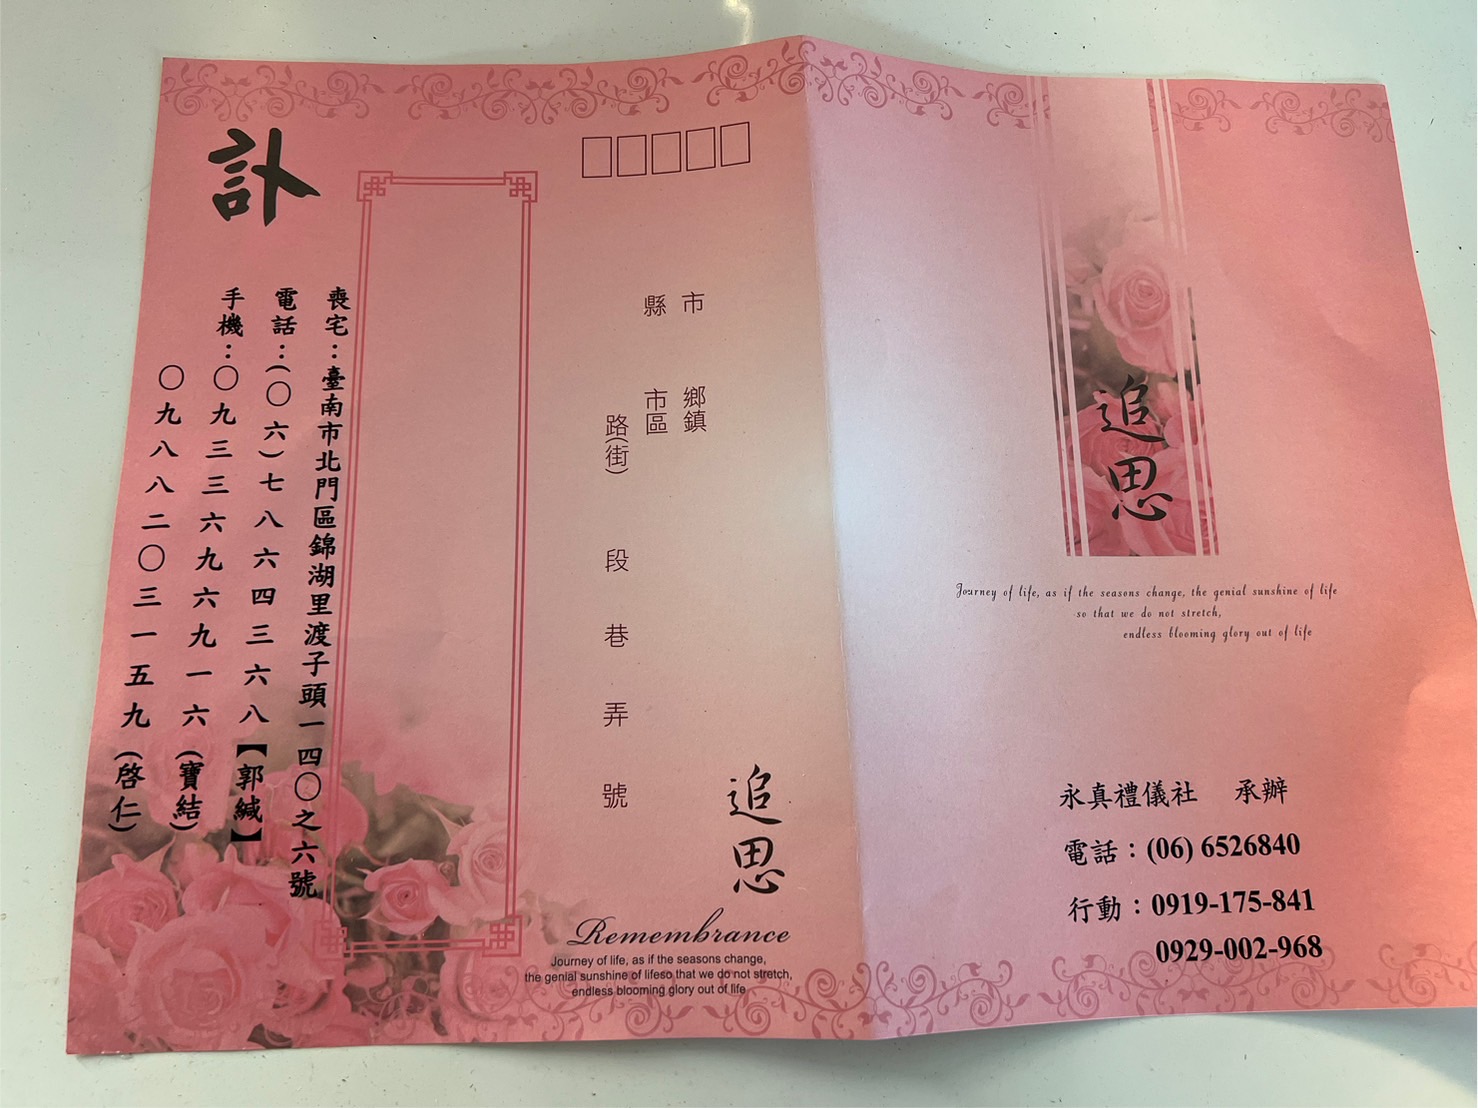 訃
喪宅：臺南市北門區錦湖里渡子頭一四〇之六號
電話：(〇六)七八六四三六八【郭緘】
手機：〇九三三六九六九一六(寶結)
〇九八八二〇三一五九(啓仁)
市 鄉鎮
縣 市區
路(街) 段 巷 弄 號
追思
Remembrance
Journey of life, as if the seasons change,
the genial sunshine of lifeso that we do not stretch,
endless blooming glory out of life
追思
Journey of life, as if the seasons change, the genial sunshine of life
so that we do not stretch,
endless blooming glory out of life
永真禮儀社 承辦
電話：(06) 6526840
行動：0919-175-841
0929-002-968